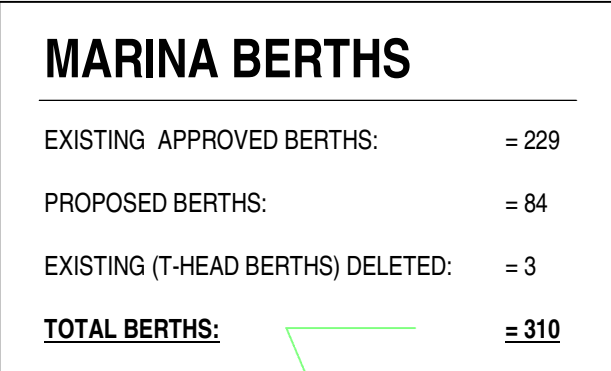 MARINA BERTHS
EXISTING APPROVED BERTHS: = 229
PROPOSED BERTHS: = 84
EXISTING (T-HEAD BERTHS) DELETED: = 3
TOTAL BERTHS: = 310